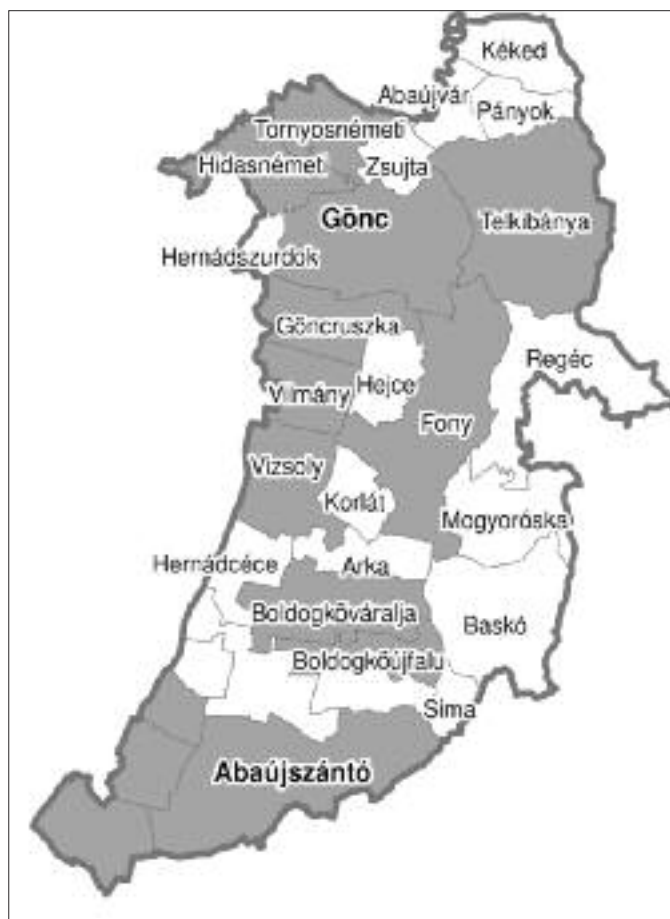 Kéked
Abaújvár
Pányok
Tornyosnémeti
Hidasnémet
Zsujta
Gönc
Telkibánya
Hernádszurdok
Göncruszka
Regéc
Hejce
Vilmány
Fony
Vizsoly
Korlát
Mogyoróska
Hernádcéce
Arka
Boldogkőváralja
Baskó
Boldogkőújfalu
Sima
Abaújszántó